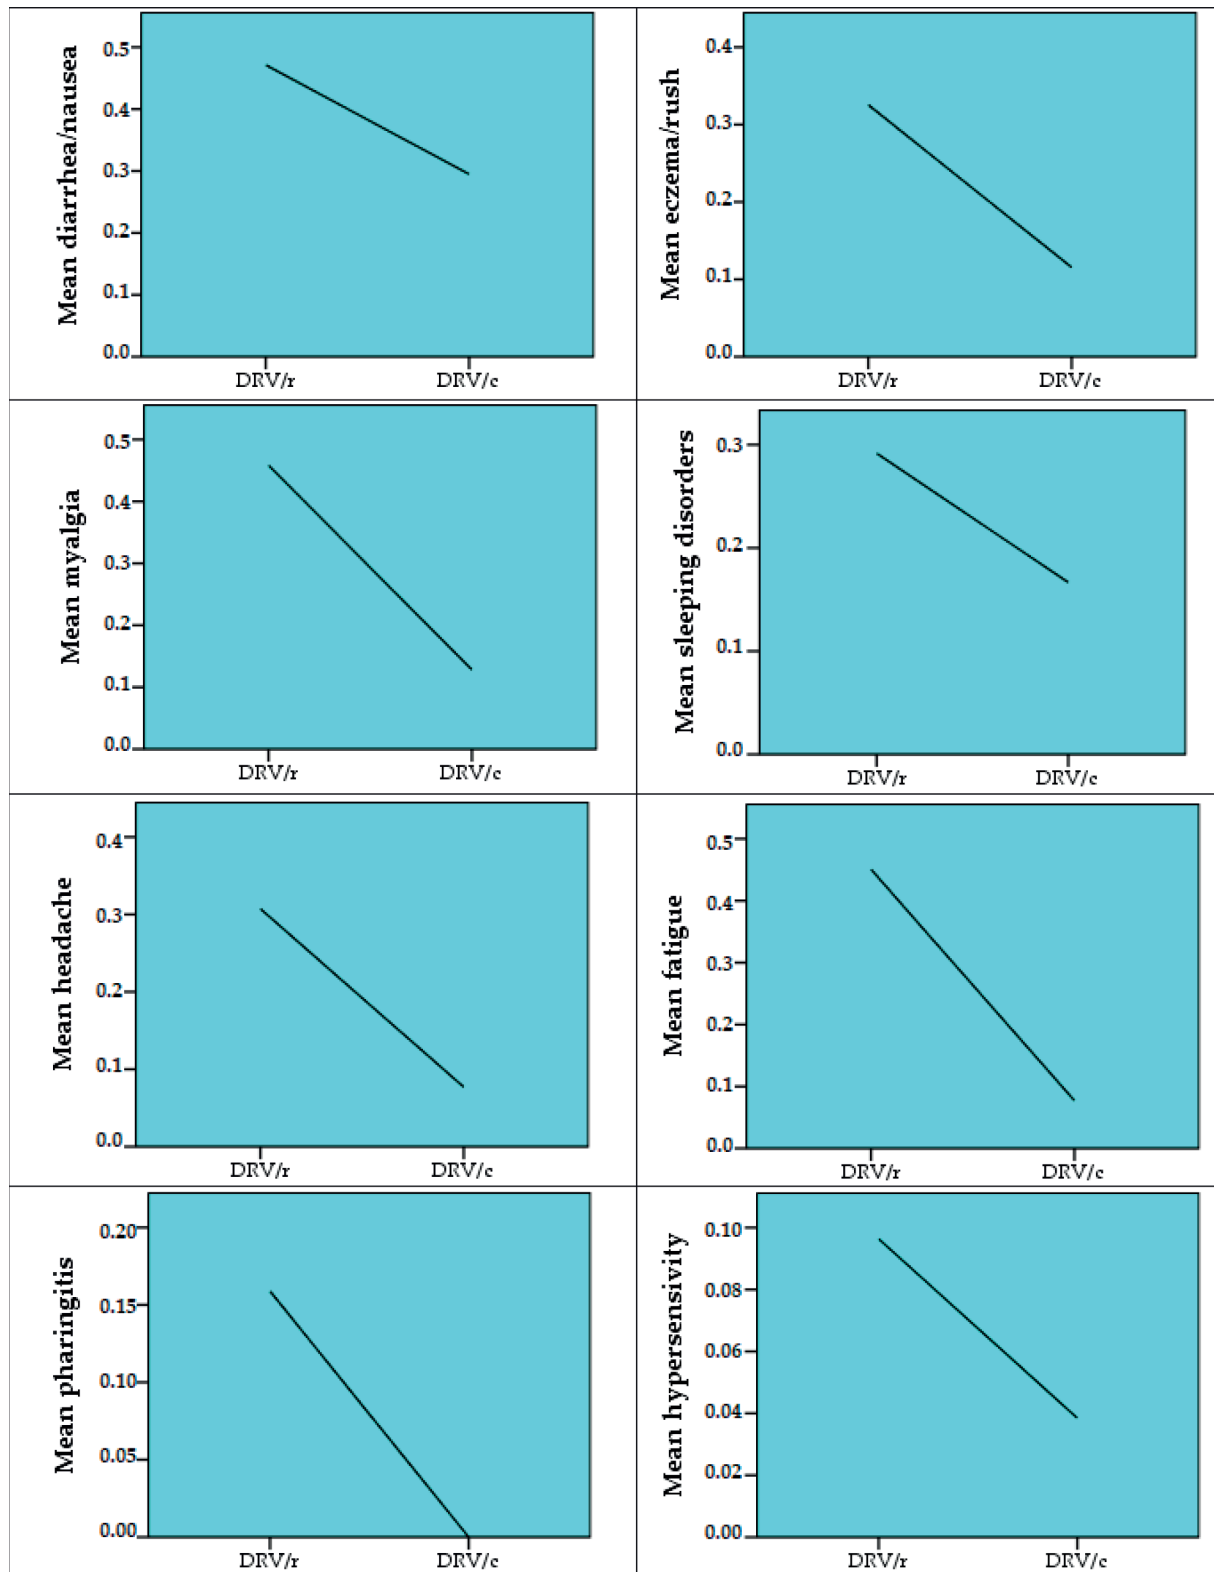 Mean diarrhea/nausea
0.5
0.4
0.3
0.2
0.1
0.0
DRV/r DRV/c
Mean eczema/rush
0.4
0.3
0.2
0.1
0.0
DRV/r DRV/c
Mean myalgia
0.5
0.4
0.3
0.2
0.1
0.0
DRV/r DRV/c
Mean sleeping disorders
0.3
0.2
0.1
0.0
DRV/r DRV/c
Mean headache
0.4
0.3
0.2
0.1
0.0
DRV/r DRV/c
Mean fatigue
0.5
0.4
0.3
0.2
0.1
0.0
DRV/r DRV/c
Mean pharingitis
0.20
0.15
0.10
0.05
0.00
DRV/r DRV/c
Mean hypersensivity
0.10
0.08
0.06
0.04
0.02
0.00
DRV/r DRV/c